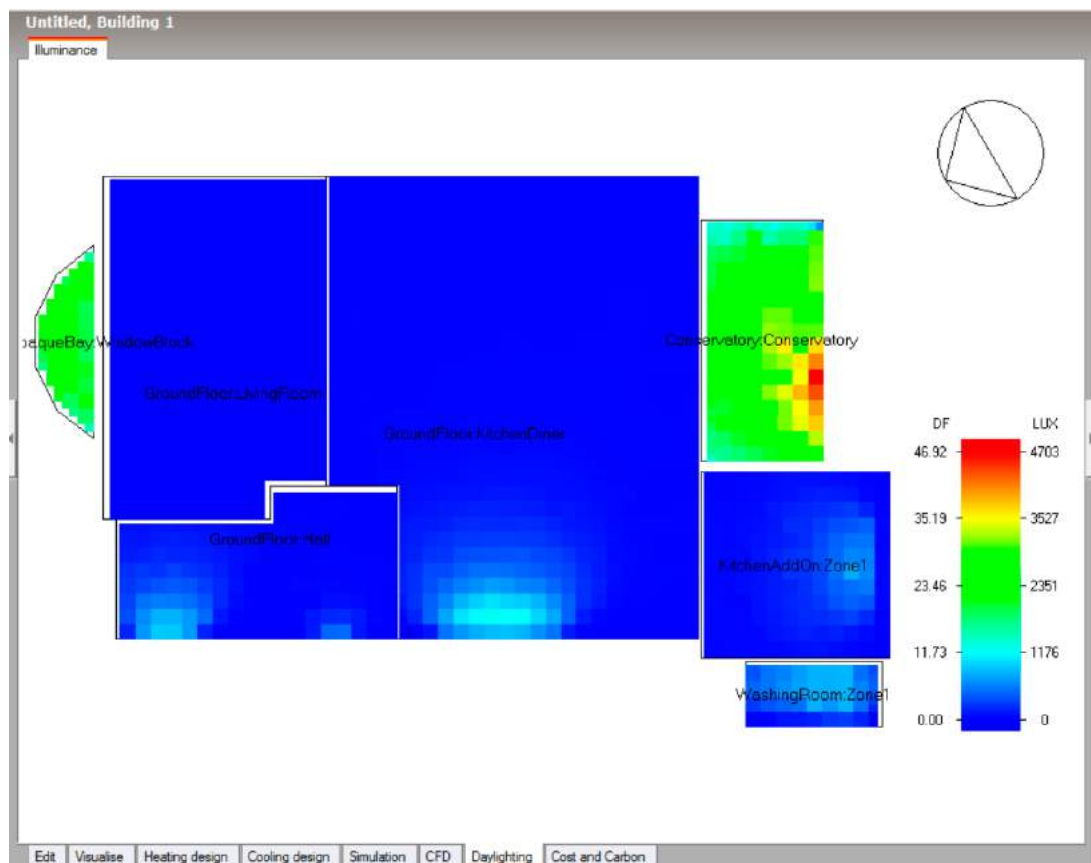 Untitled, Building 1
Illuminance
paqueBay:WindowBlock
Conservatory:Conservatory
GroundFloor:LivingRoom
GroundFloor:KitchenDiner
DF LUX
46.92 4703
35.19 3527
GroundFloor:Hall
KitchenAddOn:Zone1
23.46 2351
11.73 1176
WashingRoom:Zone1
0.00 0
Edit Visualise Heating design Cooling design Simulation CFD Daylighting Cost and Carbon